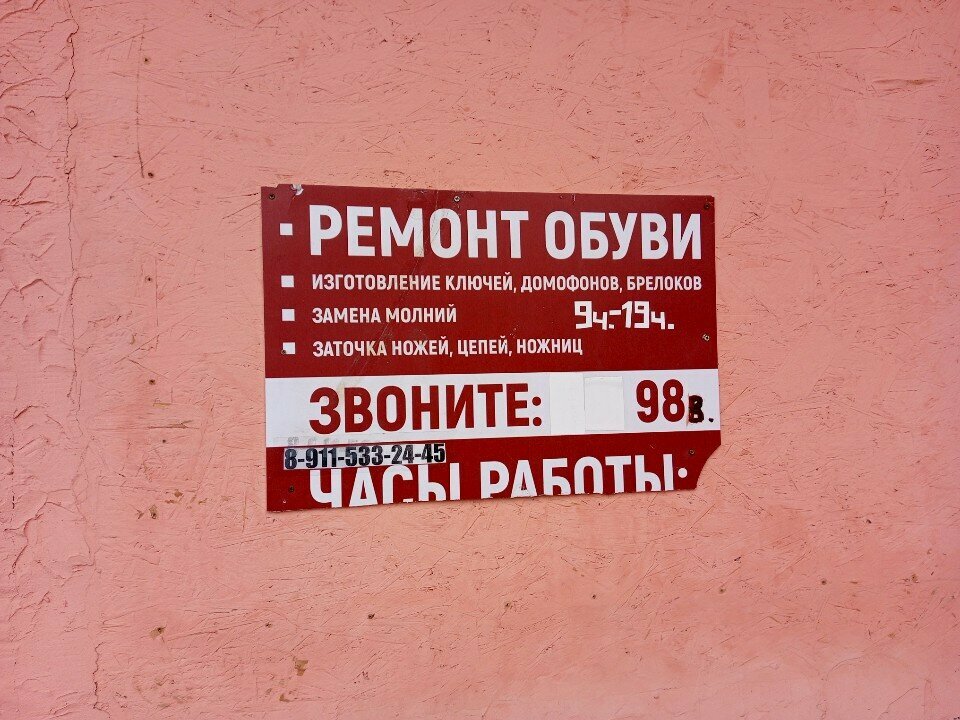 РЕМОНТ ОБУВИ
ИЗГОТОВЛЕНИЕ КЛЮЧЕЙ, ДОМОФОНОВ, БРЕЛОКОВ
ЗАМЕНА МОЛНИЙ 9ч.-19ч.
ЗАТОЧКА НОЖЕЙ, ЦЕПЕЙ, НОЖНИЦ
ЗВОНИТЕ: 98в.
8-911-533-24-45
ЧАСЫ РАБОТЫ: